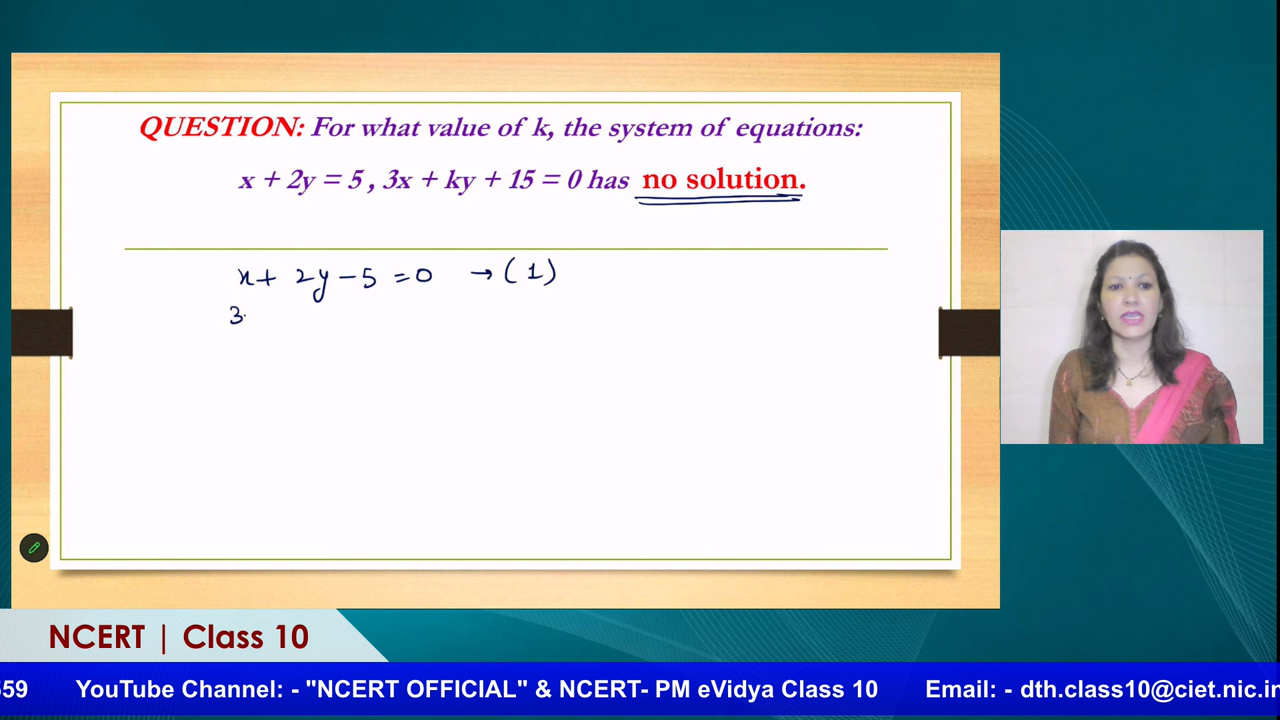 QUESTION: For what value of k, the system of equations:
x + 2y = 5 , 3x + ky + 15 = 0 has no solution.
x + 2y - 5 = 0 → (1)
3
NCERT | Class 10
559 YouTube Channel: - "NCERT OFFICIAL" & NCERT- PM eVidya Class 10 Email: - dth.class10@ciet.nic.in